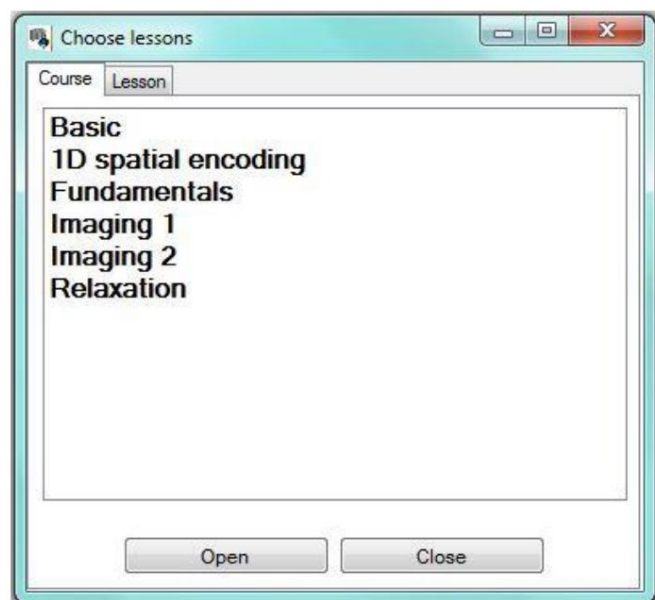 Choose lessons
Course Lesson
Basic
1D spatial encoding
Fundamentals
Imaging 1
Imaging 2
Relaxation
Open Close